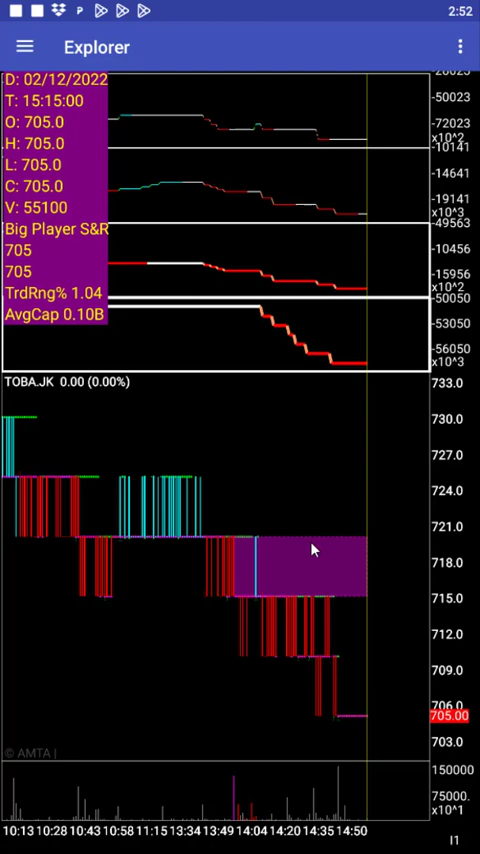 2:52
Explorer
D: 02/12/2022
T: 15:15:00
O: 705.0
H: 705.0
L: 705.0
C: 705.0
V: 55100
Big Player S&R
705
705
TrdRng% 1.04
AvgCap 0.10B
-50023
-72023
x10^2
-10141
-14641
-19141
x10^3
-49563
-10456
-15956
x10^2
-50050
-53050
-56050
x10^3
TOBA.JK 0.00 (0.00%)
733.0
730.0
727.0
724.0
721.0
718.0
715.0
712.0
709.0
706.0
705.00
703.0
© AMTA |
150000
75000.
x10^1
10:13 10:28 10:43 10:58 11:15 13:34 13:49 14:04 14:20 14:35 14:50
I1